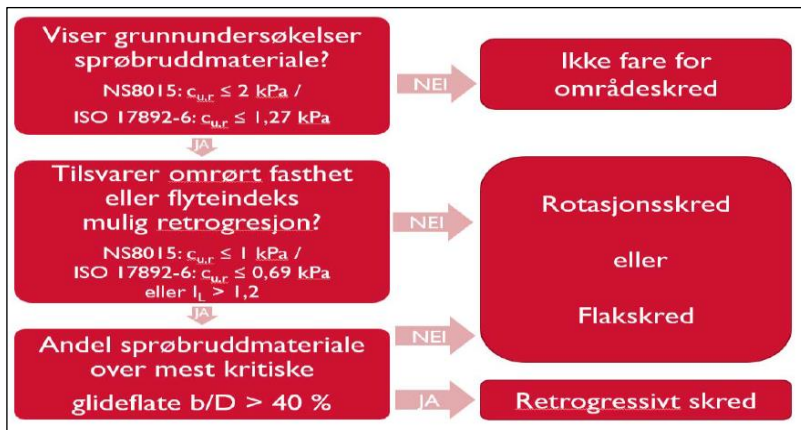 Viser grunnundersøkelser
sprøbruddmateriale?
NS8015: cu,r ≤ 2 kPa /
ISO 17892-6: cu,r ≤ 1,27 kPa
NEI
Ikke fare for
områdeskred
JA
Tilsvarer omrørt fasthet
eller flyteindeks
mulig retrogresjon?
NS8015: cu,r ≤ 1 kPa /
ISO 17892-6: cu,r ≤ 0,69 kPa
eller IL > 1,2
NEI
Rotasjonsskred
eller
Flakskred
JA
Andel sprøbruddmateriale
over mest kritiske
glideflate b/D > 40 %
NEI
JA
Retrogressivt skred